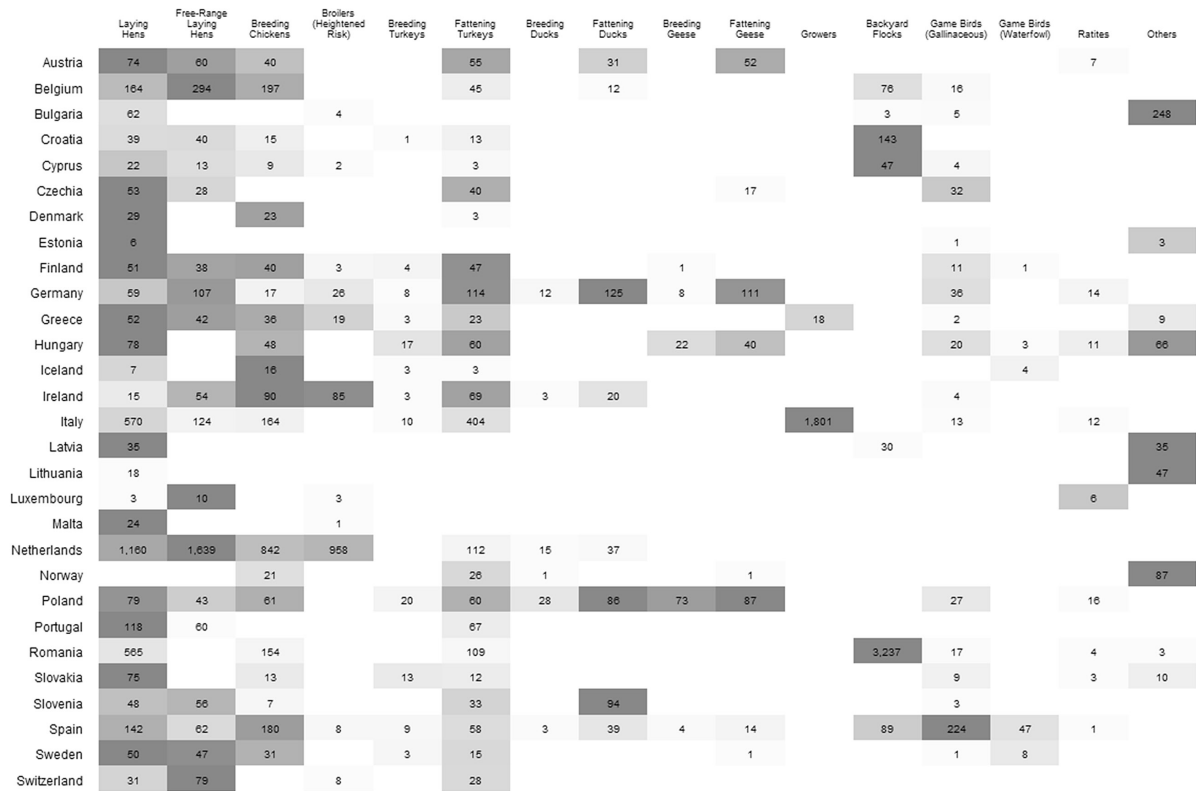 Laying Hens Free-Range Laying Hens Breeding Chickens Broilers (Heightened Risk) Breeding Turkeys Fattening Turkeys Breeding Ducks Fattening Ducks Breeding Geese Fattening Geese Growers Backyard Flocks Game Birds (Gallinaceous) Game Birds (Waterfowl) Ratites Others
Austria 74 60 40 55 31 52 7
Belgium 164 294 197 45 12 76 16
Bulgaria 62 4 3 5 248
Croatia 39 40 15 1 13 143
Cyprus 22 13 9 2 3 47 4
Czechia 53 28 40 17 32
Denmark 29 23 3
Estonia 6 1 3
Finland 51 38 40 3 4 47 1 11 1
Germany 59 107 17 26 8 114 12 125 8 111 36 14
Greece 52 42 36 19 3 23 18 2 9
Hungary 78 48 17 60 22 40 20 3 11 66
Iceland 7 16 3 3 4
Ireland 15 54 90 85 3 69 3 20 4
Italy 570 124 164 10 404 1,801 13 12
Latvia 35 30 35
Lithuania 18 47
Luxembourg 3 10 3 6
Malta 24 1
Netherlands 1,160 1,639 842 958 112 15 37
Norway 21 26 1 1 87
Poland 79 43 61 20 60 28 86 73 87 27 16
Portugal 118 60 67
Romania 565 154 109 3,237 17 4 3
Slovakia 75 13 13 12 9 3 10
Slovenia 48 56 7 33 94 3
Spain 142 62 180 8 9 58 3 39 4 14 89 224 47 1
Sweden 50 47 31 3 15 1 1 8
Switzerland 31 79 8 28